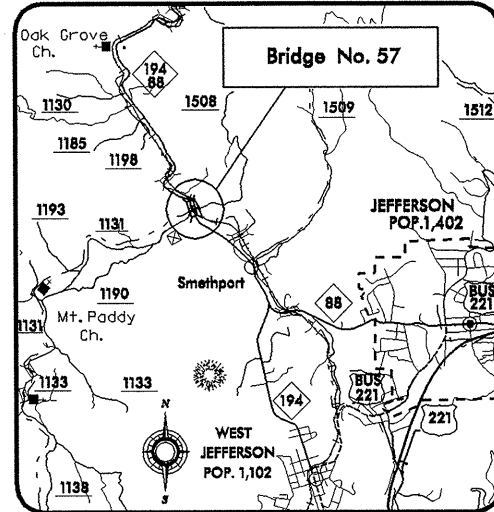 Oak Grove
Ch.
Bridge No. 57
194
88
1130
1508
1509
1512
1185
1198
1193
1131
JEFFERSON
POP.1,402
Smethport
BUS
221
1190
88
1131
Mt. Paddy
Ch.
1133
1133
BUS
221
194
221
N
WEST
JEFFERSON
POP. 1,102
S
1138